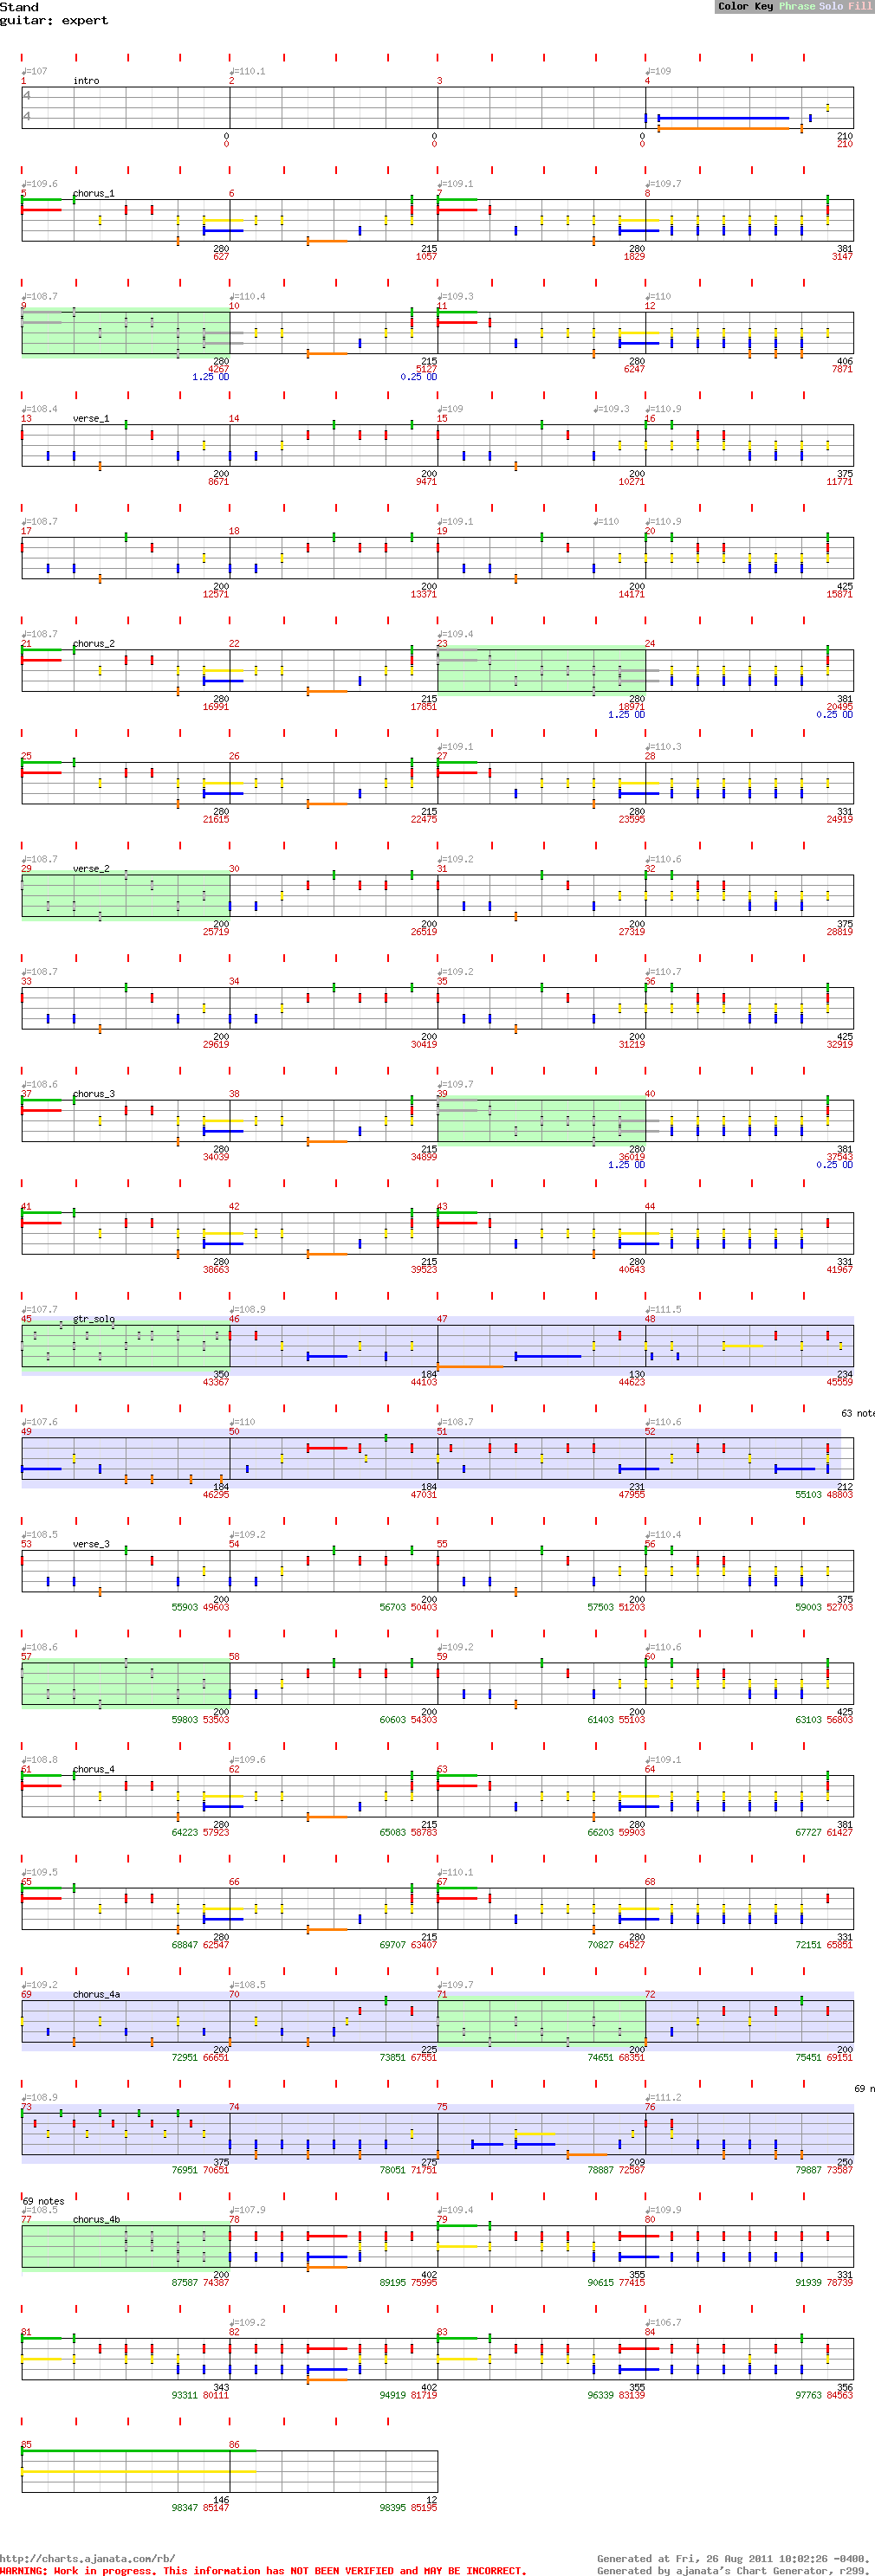 Stand
Color Key Phrase Solo Fill
guitar: expert
♩=107 ♩=110.1 ♩=109
1 intro 2 3 4
4
4
0 0 0 210
0 0 0 210
♩=109.6 ♩=109.1 ♩=109.7
5 chorus_1 6 7 8
280 215 280 381
627 1057 1829 3147
♩=108.7 ♩=110.4 ♩=109.3 ♩=110
9 10 11 12
280 215 280 406
4267 5127 6247 7871
1.25 OD 0.25 OD
♩=108.4 ♩=109 ♩=109.3 ♩=110.9
13 verse_1 14 15 16
200 200 200 375
8671 9471 10271 11771
♩=108.7 ♩=109.1 ♩=110 ♩=110.9
17 18 19 20
200 200 200 425
12571 13371 14171 15871
♩=108.7 ♩=109.4
21 chorus_2 22 23 24
280 215 280 381
16991 17851 18971 20495
1.25 OD 0.25 OD
♩=109.1 ♩=110.3
25 26 27 28
280 215 280 331
21615 22475 23595 24919
♩=108.7 ♩=109.2 ♩=110.6
29 verse_2 30 31 32
200 200 200 375
25719 26519 27319 28819
♩=108.7 ♩=109.2 ♩=110.7
33 34 35 36
200 200 200 425
29619 30419 31219 32919
♩=108.6 ♩=109.7
37 chorus_3 38 39 40
280 215 280 381
34039 34899 36019 37543
1.25 OD 0.25 OD
41 42 43 44
280 215 280 331
38663 39523 40643 41967
♩=107.7 ♩=108.9 ♩=111.5
45 gtr_solo 46 47 48
350 184 130 234
43367 44103 44623 45559
63 note
♩=107.6 ♩=110 ♩=108.7 ♩=110.6
49 50 51 52
184 184 231 212
46295 47031 47955 55103 48803
♩=108.5 ♩=109.2 ♩=110.4
53 verse_3 54 55 56
200 200 200 375
55903 49603 56703 50403 57503 51203 59003 52703
♩=108.6 ♩=109.2 ♩=110.6
57 58 59 60
200 200 200 425
59803 53503 60603 54303 61403 55103 63103 56803
♩=108.8 ♩=109.6 ♩=109.1
61 chorus_4 62 63 64
280 215 280 381
64223 57923 65083 58783 66203 59903 67727 61427
♩=109.5 ♩=110.1
65 66 67 68
280 215 280 331
68847 62547 69707 63407 70827 64527 72151 65851
♩=109.2 ♩=108.5 ♩=109.7
69 chorus_4a 70 71 72
200 225 200 200
72951 66651 73851 67551 74651 68351 75451 69151
69 n
♩=108.9 ♩=111.2
73 74 75 76
375 275 209 250
76951 70651 78051 71751 78887 72587 79887 73587
69 notes
♩=108.5 ♩=107.9 ♩=109.4 ♩=109.2
77 chorus_4b 78 79 80
200 402 355 331
87587 74387 89195 75995 90615 77415 91939 78739
♩=109.2 ♩=106.7
81 82 83 84
343 402 355 356
93311 80111 94919 81719 96339 83139 97763 84563
85 86
146 12
98347 85147 98395 85195
http://charts.ajanata.com/rb/
Generated at Fri, 26 Aug 2011 10:02:26 -0400.
WARNING: Work in progress. This information has NOT BEEN VERIFIED and MAY BE INCORRECT.
Generated by ajanata's Chart Generator, r299.